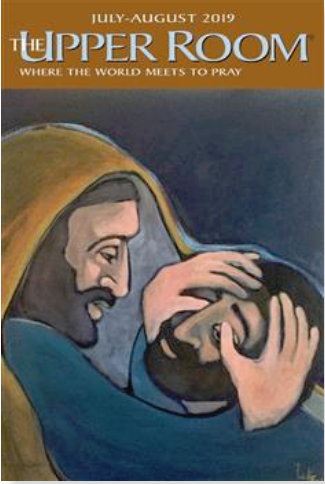 JULY-AUGUST 2019
THE UPPER ROOM®
WHERE THE WORLD MEETS TO PRAY